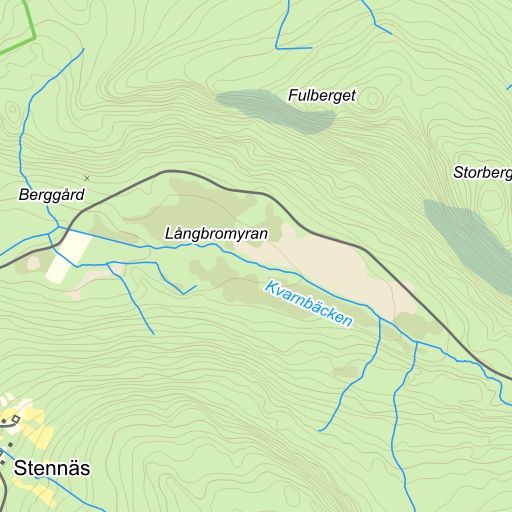 Fulberget
Storberg
Berggård
Långbromyran
Kvarnbäcken
Stennäs